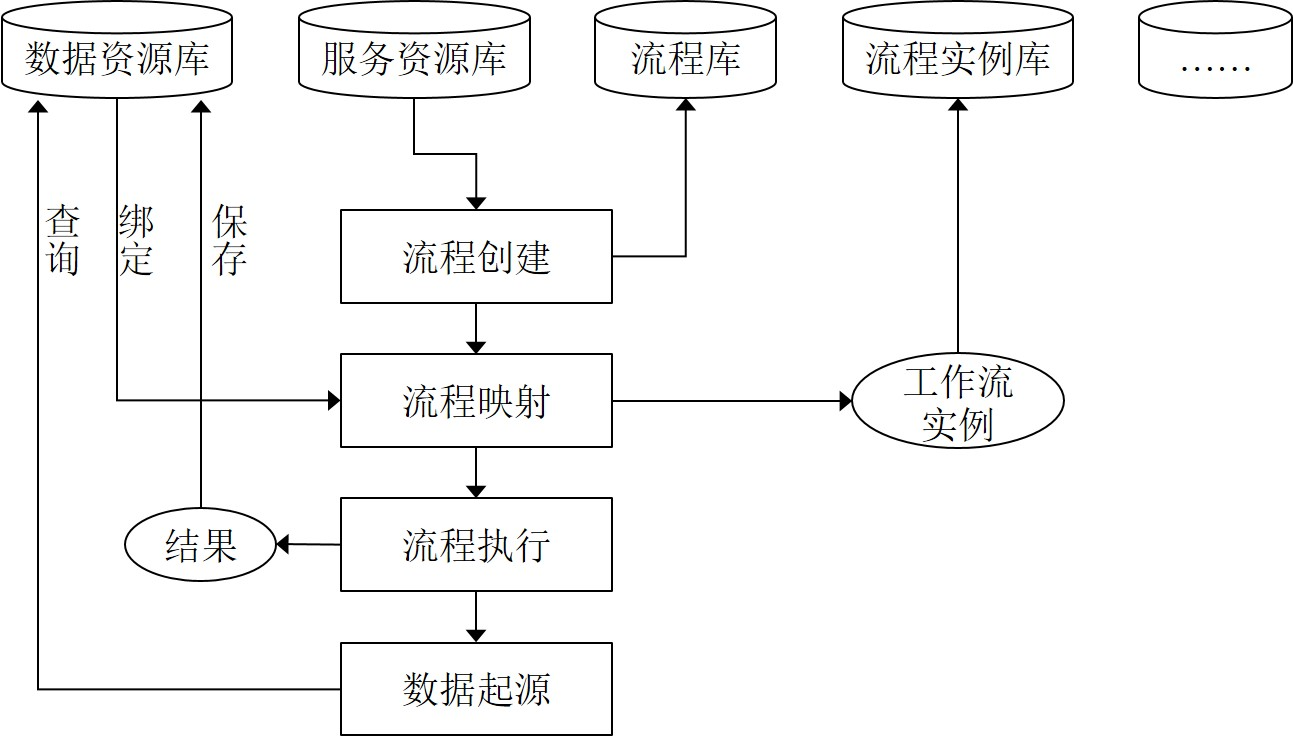 数据资源库
服务资源库
流程库
流程实例库
……
查询
绑定
保存
流程创建
流程映射
工作流
实例
结果
流程执行
数据起源